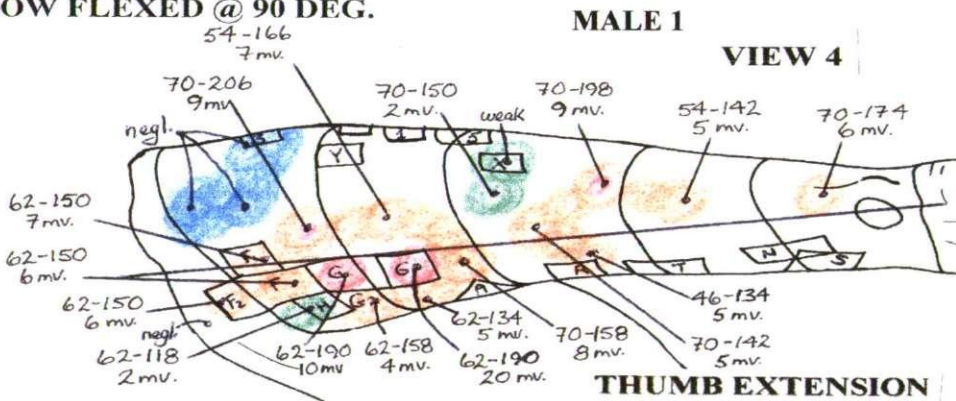 OW FLEXED @ 90 DEG.
MALE 1
VIEW 4
54-166
7 mv.
70-206
9 mv
70-150
2 mv.
weak
70-198
9 mv.
54-142
5 mv.
70-174
6 mv.
negl.
B
Y
1
S
X
62-150
7 mv.
62-150
6 mv.
62-150
6 mv.
negl.
F
F2
H
G
G
G
A
A
T
N
S
62-118
2 mv.
62-190
10 mv
62-158
4 mv.
62-134
5 mv.
62-190
20 mv.
70-158
8 mv.
46-134
5 mv.
70-142
5 mv.
THUMB EXTENSION